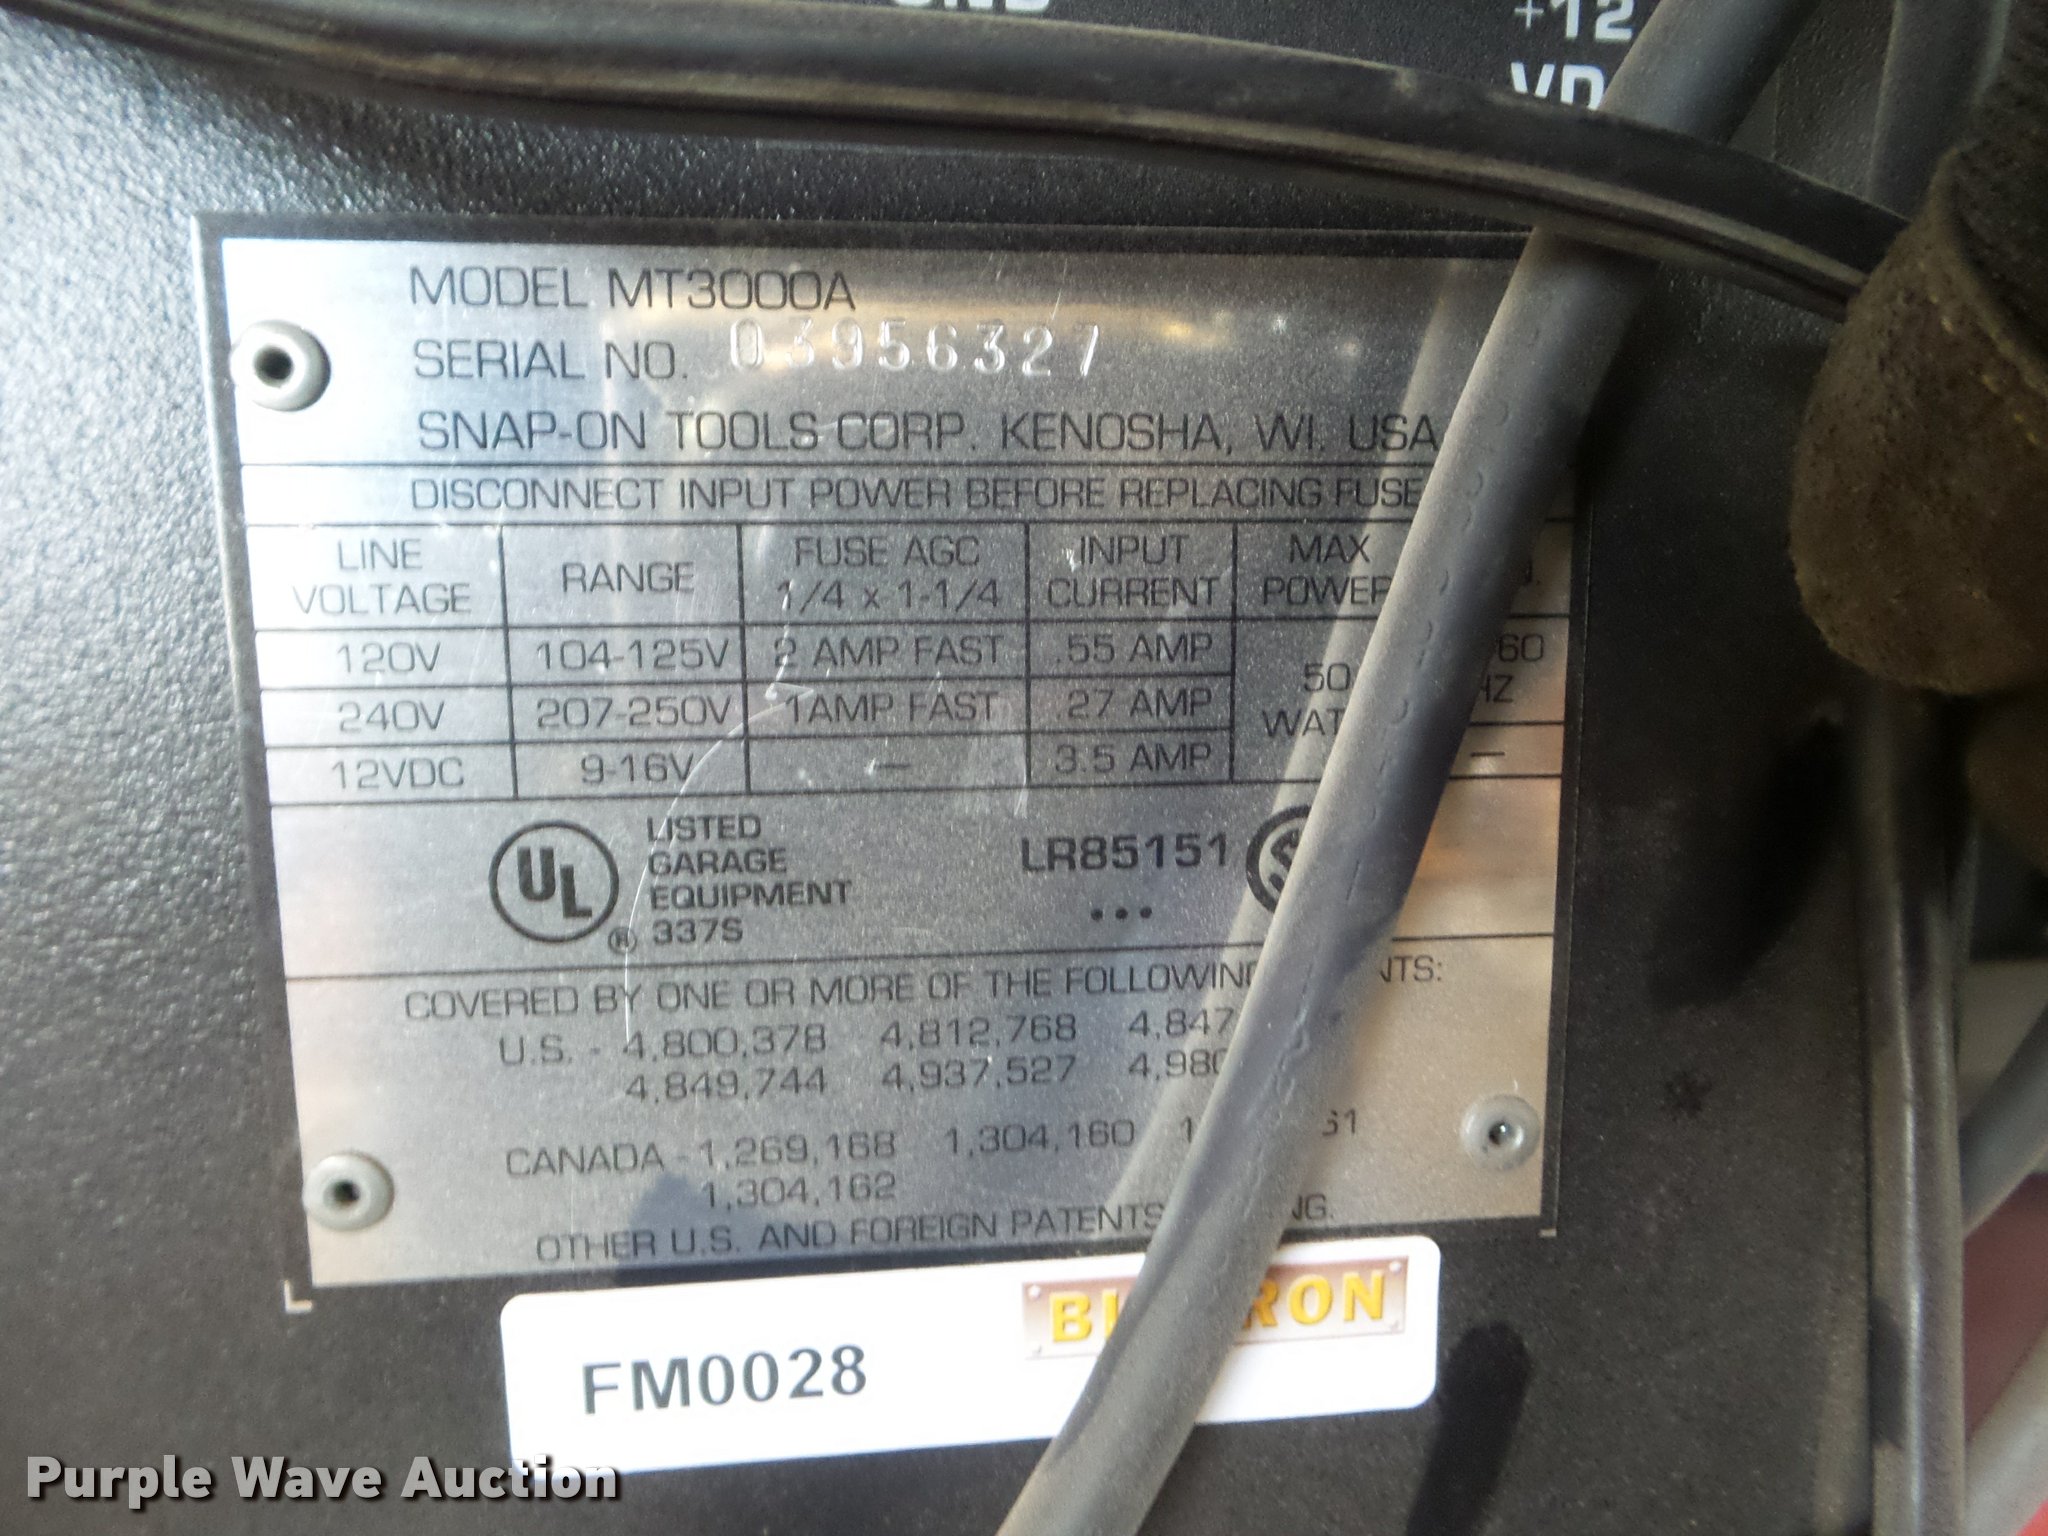 +12
MODEL MT3000A
SERIAL NO. 03956327
SNAP-ON TOOLS CORP. KENOSHA, WI. USA
DISCONNECT INPUT POWER BEFORE REPLACING FUSE
LINE VOLTAGE RANGE FUSE AGC 1/4 x 1-1/4 INPUT CURRENT MAX POWER
120V 104-125V 2 AMP FAST .55 AMP 50 60
240V 207-250V 1AMP FAST .27 AMP
12VDC 9-16V — 3.5 AMP —
UL LISTED
GARAGE LR85151
EQUIPMENT
® 337S •••
COVERED BY ONE OR MORE OF THE FOLLOWING
U.S. - 4,800,378 4,812,768
4,849,744 4,937,527
CANADA - 1,269,168 1,304,160
1,304,162
OTHER U.S. AND FOREIGN PATENTS
FM0028
Purple Wave Auction